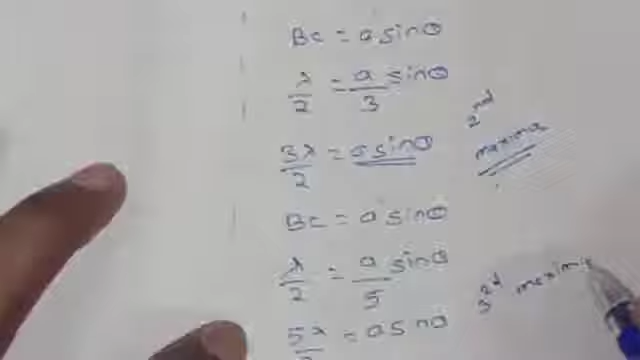 Bc = a sinθ
λ/2 = a/3 sinθ
3λ/2 = a sinθ 2nd maxima
Bc = a sinθ
λ/2 = a/5 sinθ
5λ/2 = a sinθ 3rd maxima